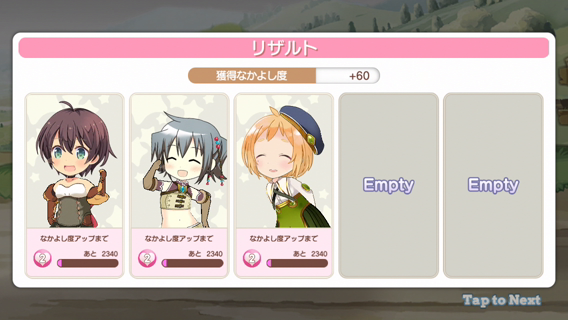 リザルト
獲得なかよし度 +60
なかよし度アップまで
2 あと 2340
なかよし度アップまで
2 あと 2340
なかよし度アップまで
2 あと 2340
Empty
Empty
Tap to Next